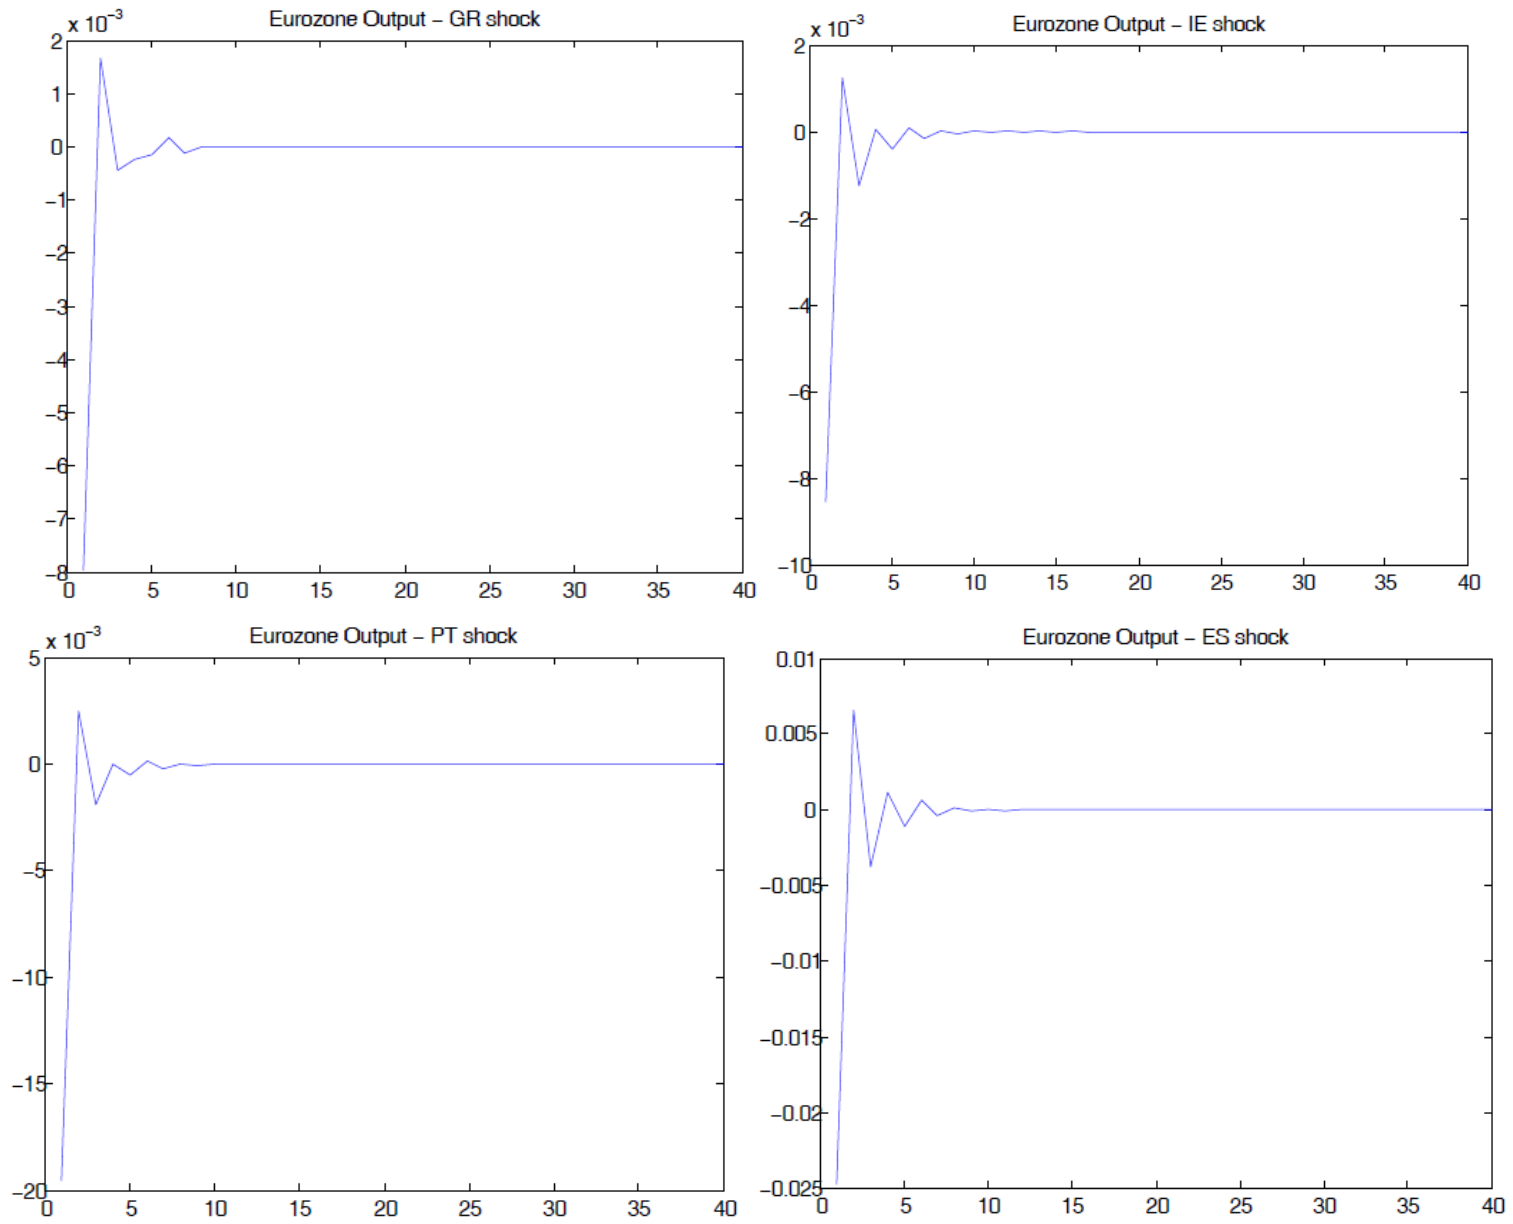 Eurozone Output – GR shock
x 10⁻³
2
1
0
−1
−2
−3
−4
−5
−6
−7
−8
0 5 10 15 20 25 30 35 40
Eurozone Output – IE shock
x 10⁻³
2
0
−2
−4
−6
−8
−10
0 5 10 15 20 25 30 35 40
Eurozone Output – PT shock
x 10⁻³
5
0
−5
−10
−15
−20
0 5 10 15 20 25 30 35 40
Eurozone Output – ES shock
0.01
0.005
0
−0.005
−0.01
−0.015
−0.02
−0.025
0 5 10 15 20 25 30 35 40